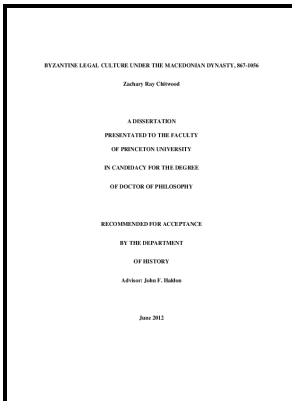 BYZANTINE LEGAL CULTURE UNDER THE MACEDONIAN DYNASTY, 867-1056
Zachary Ray Chitwood
A DISSERTATION
PRESENTATED TO THE FACULTY
OF PRINCETON UNIVERSITY
IN CANDIDACY FOR THE DEGREE
OF DOCTOR OF PHILOSOPHY
RECOMMENDED FOR ACCEPTANCE
BY THE DEPARTMENT
OF HISTORY
Advisor: John F. Haldon
June 2012